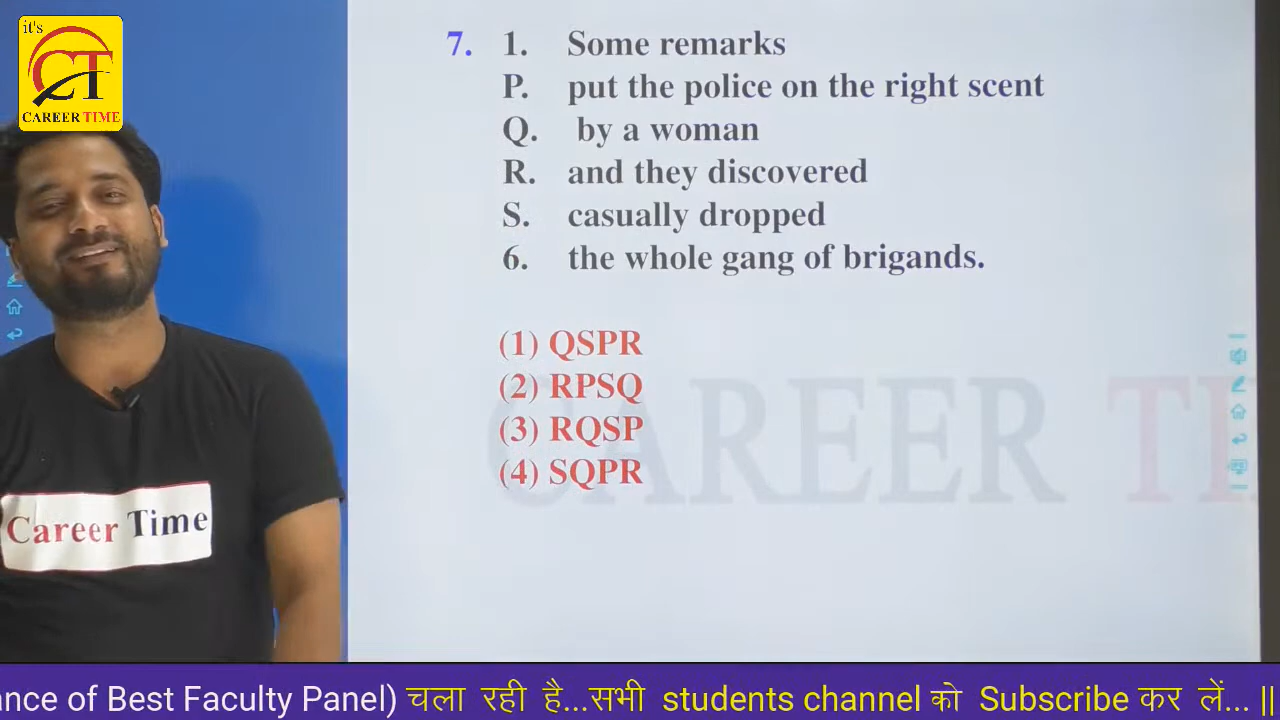 it's
CT
CAREER TIME
7. 1. Some remarks
P. put the police on the right scent
Q. by a woman
R. and they discovered
S. casually dropped
6. the whole gang of brigands.
(1) QSPR
(2) RPSQ
(3) RQSP
(4) SQPR
CAREER TI
Career Time
ance of Best Faculty Panel) चला रही है...सभी students channel को Subscribe कर लें... ||